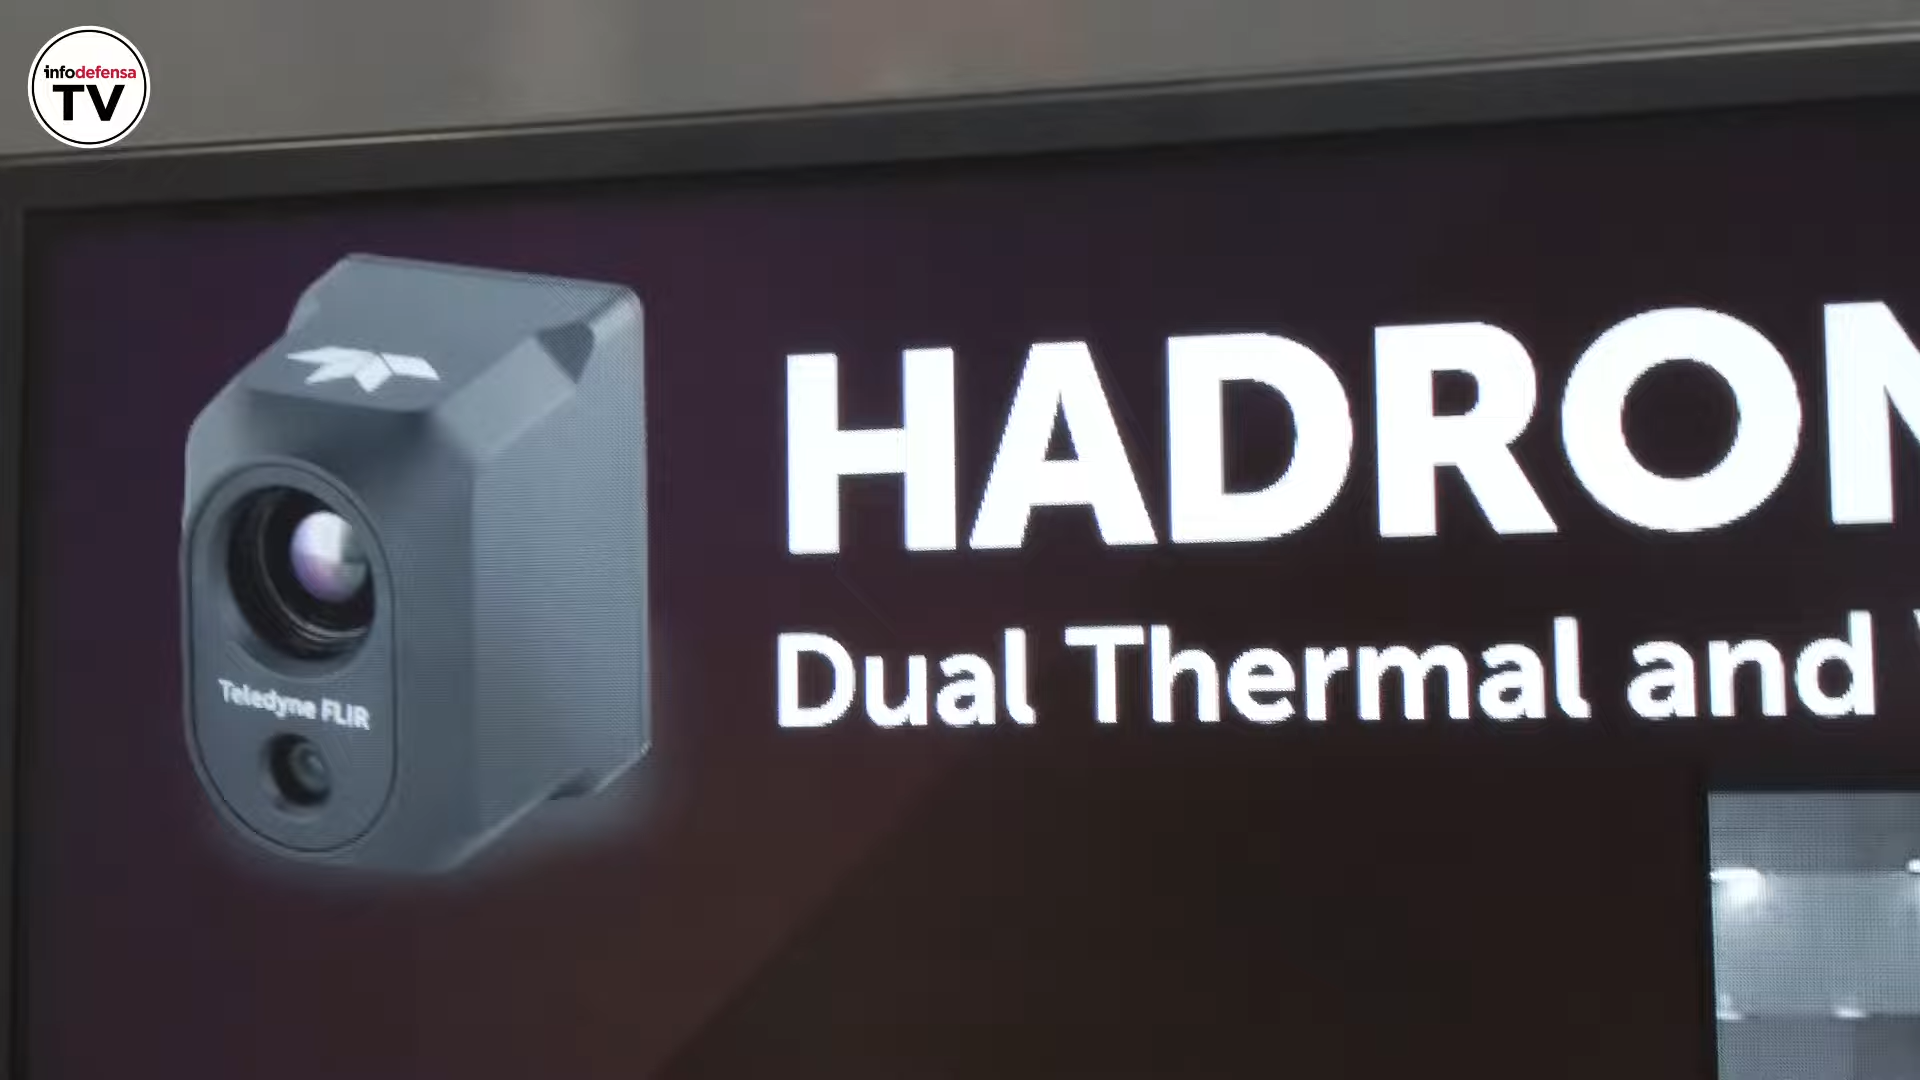 infodefensa
TV
HADRON
Dual Thermal and
Teledyne FLIR